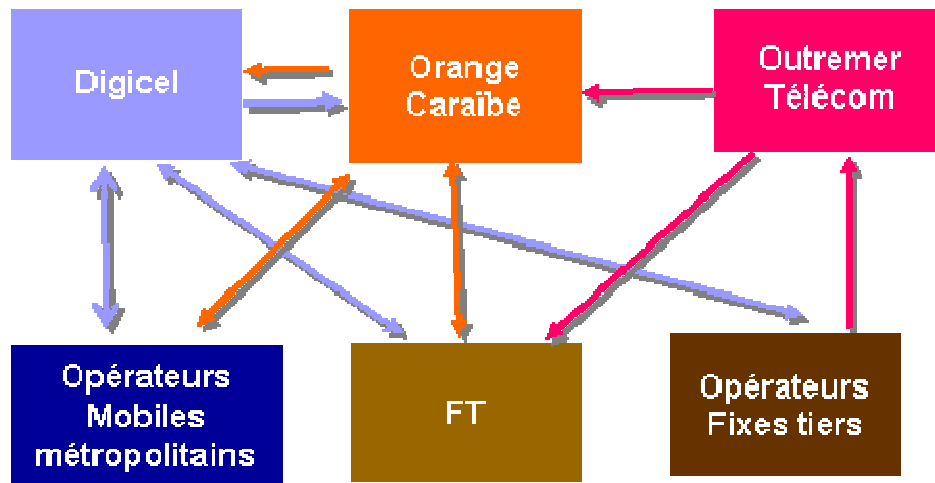 Digicel
Orange
Caraïbe
Outremer
Télécom
Opérateurs
Mobiles
métropolitains
FT
Opérateurs
Fixes tiers